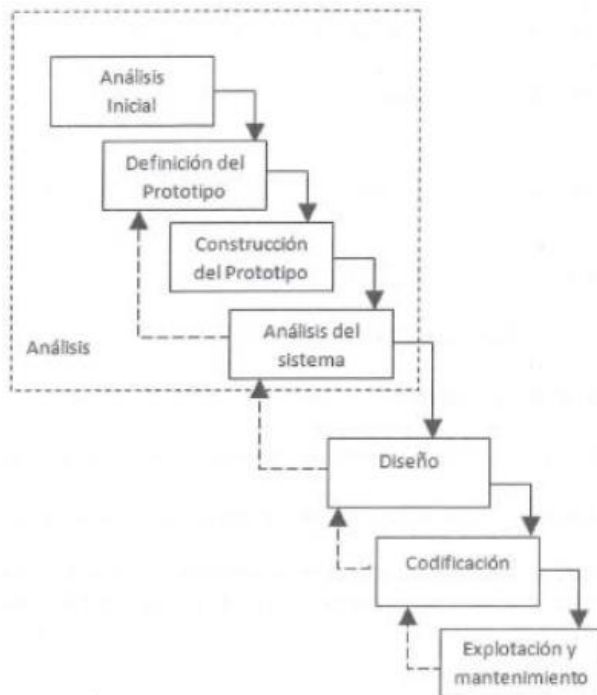 Análisis
Inicial
Definición del
Prototipo
Construcción
del Prototipo
Análisis del
sistema
Análisis
Diseño
Codificación
Explotación y
mantenimiento